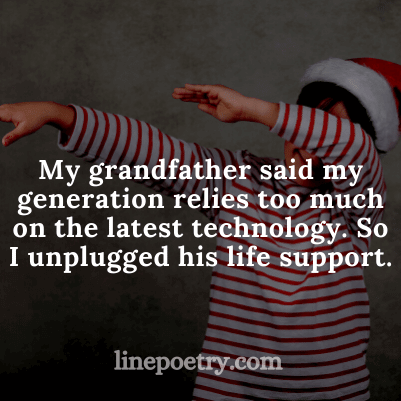 My grandfather said my
generation relies too much
on the latest technology. So
I unplugged his life support.
linepoetry.com